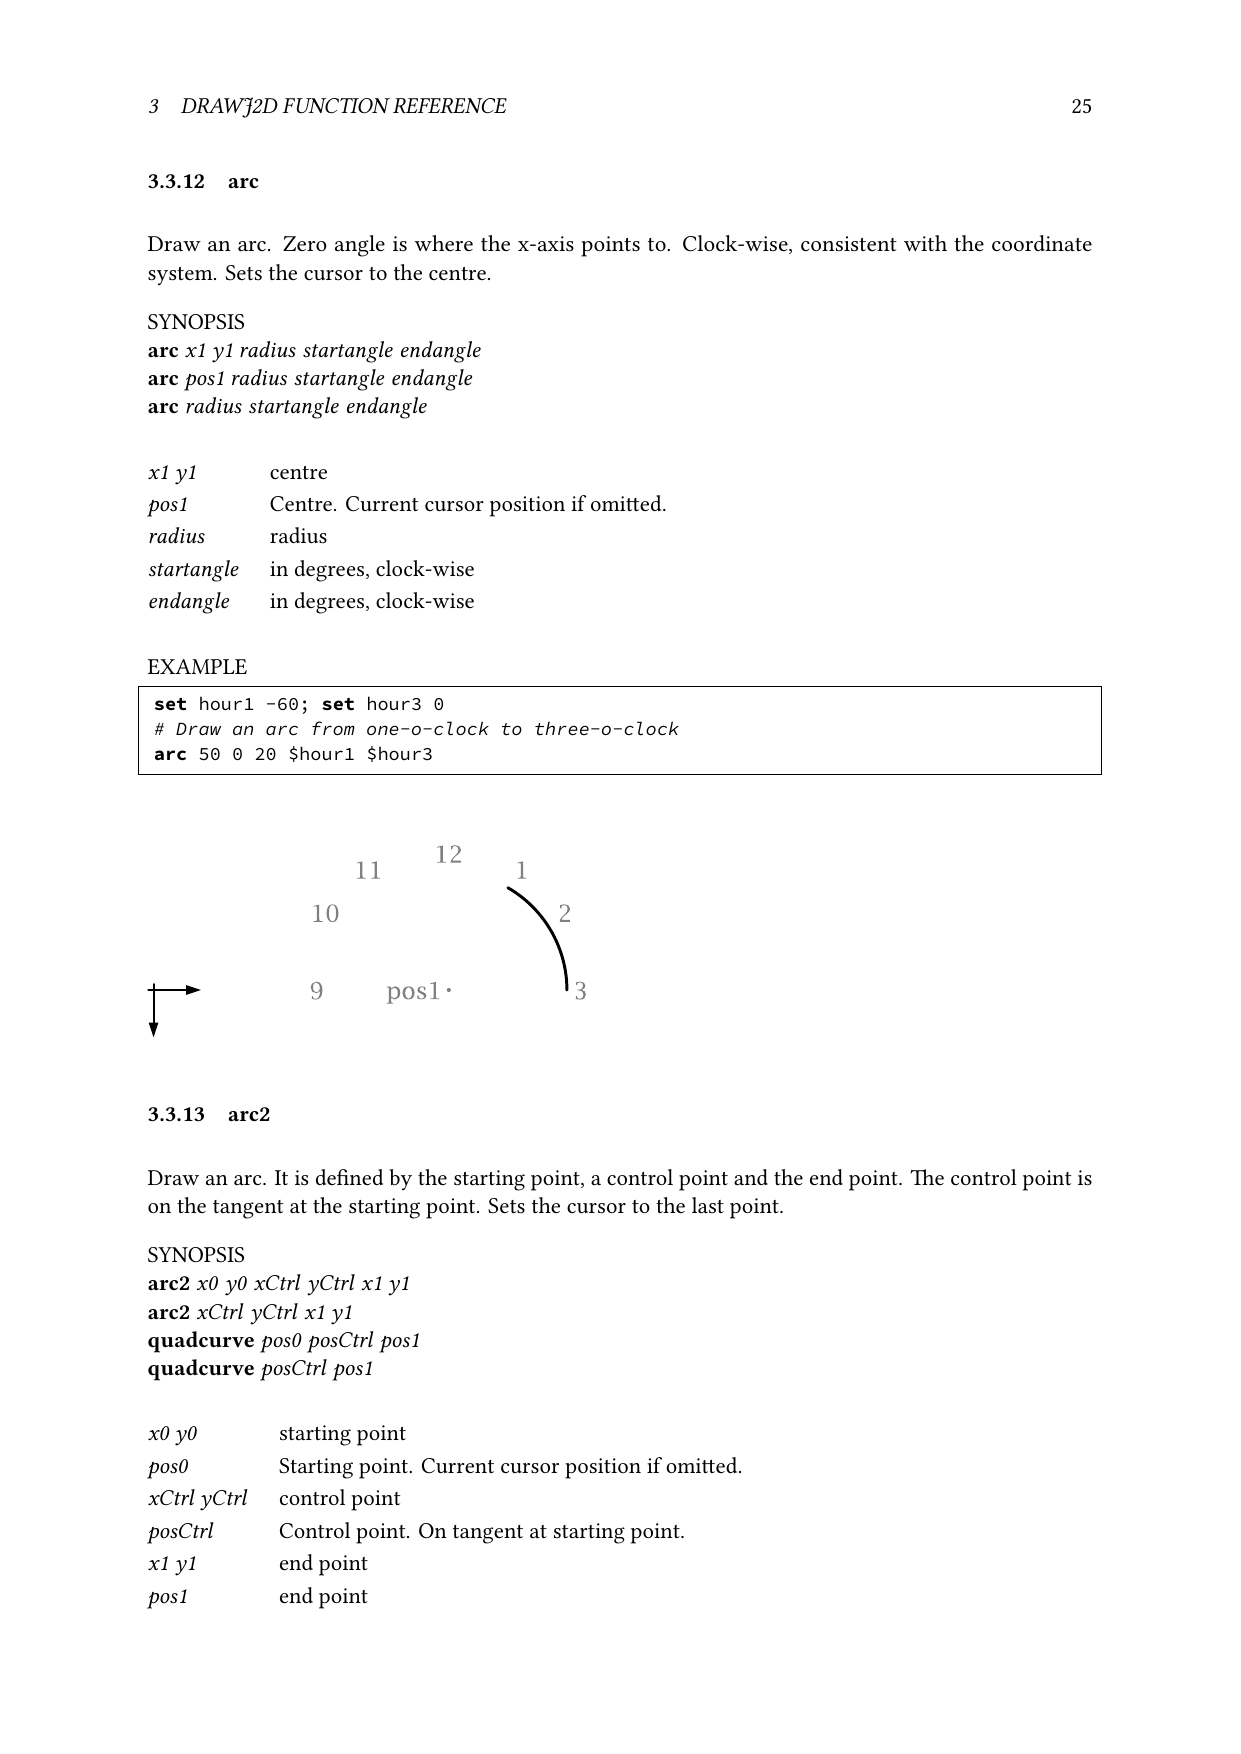 3 DRAWJ2D FUNCTION REFERENCE 25
3.3.12 arc
Draw an arc. Zero angle is where the x-axis points to. Clock-wise, consistent with the coordinate
system. Sets the cursor to the centre.
SYNOPSIS
arc x1 y1 radius startangle endangle
arc pos1 radius startangle endangle
arc radius startangle endangle
x1 y1 centre
pos1 Centre. Current cursor position if omitted.
radius radius
startangle in degrees, clock-wise
endangle in degrees, clock-wise
EXAMPLE
set hour1 -60; set hour3 0
# Draw an arc from one-o-clock to three-o-clock
arc 50 0 20 $hour1 $hour3
12
11 1
10 2
9 pos1 3
3.3.13 arc2
Draw an arc. It is defined by the starting point, a control point and the end point. The control point is
on the tangent at the starting point. Sets the cursor to the last point.
SYNOPSIS
arc2 x0 y0 xCtrl yCtrl x1 y1
arc2 xCtrl yCtrl x1 y1
quadcurve pos0 posCtrl pos1
quadcurve posCtrl pos1
x0 y0 starting point
pos0 Starting point. Current cursor position if omitted.
xCtrl yCtrl control point
posCtrl Control point. On tangent at starting point.
x1 y1 end point
pos1 end point